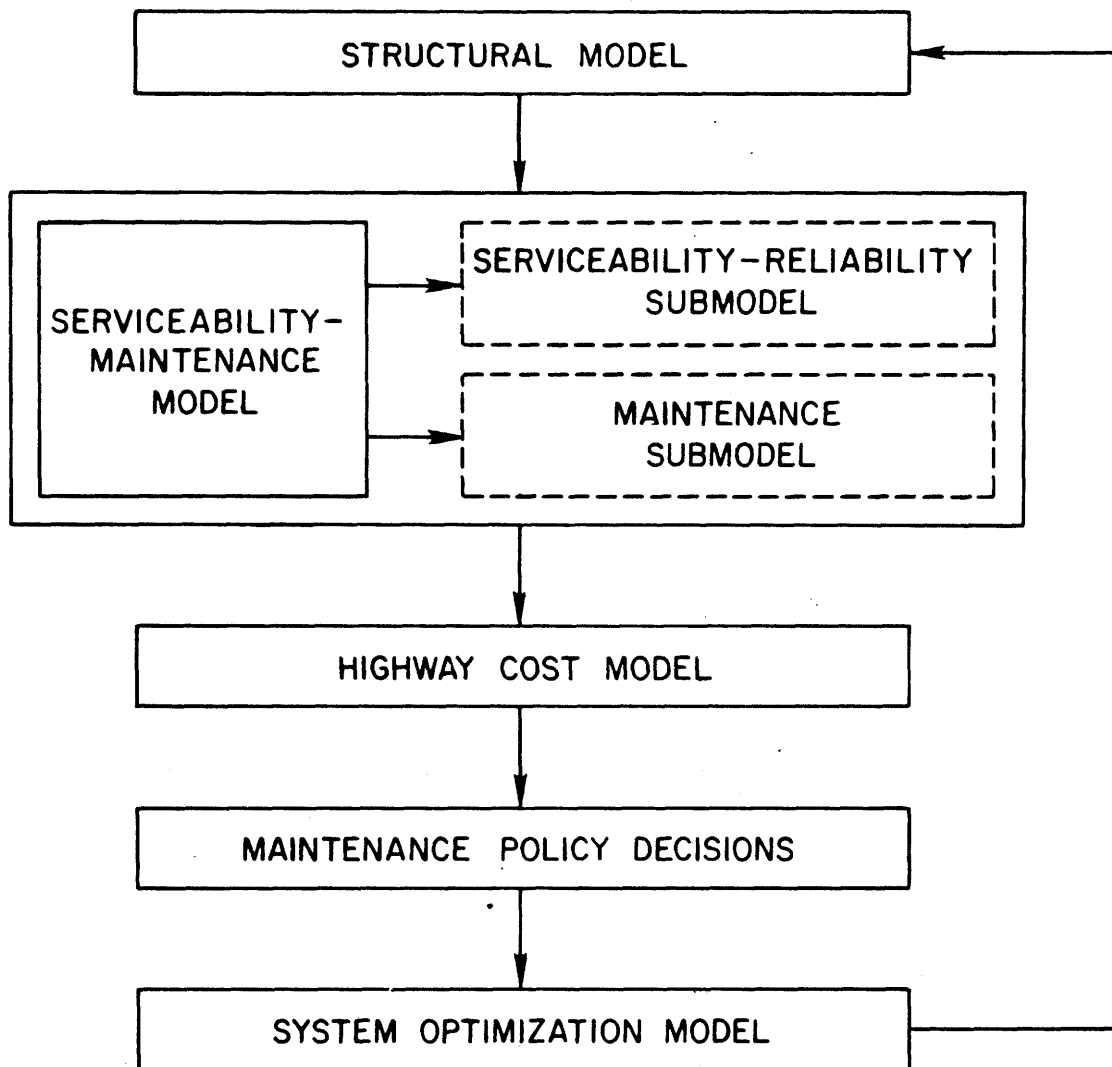 STRUCTURAL MODEL
SERVICEABILITY-
MAINTENANCE
MODEL
SERVICEABILITY-RELIABILITY
SUBMODEL
MAINTENANCE
SUBMODEL
HIGHWAY COST MODEL
MAINTENANCE POLICY DECISIONS
SYSTEM OPTIMIZATION MODEL